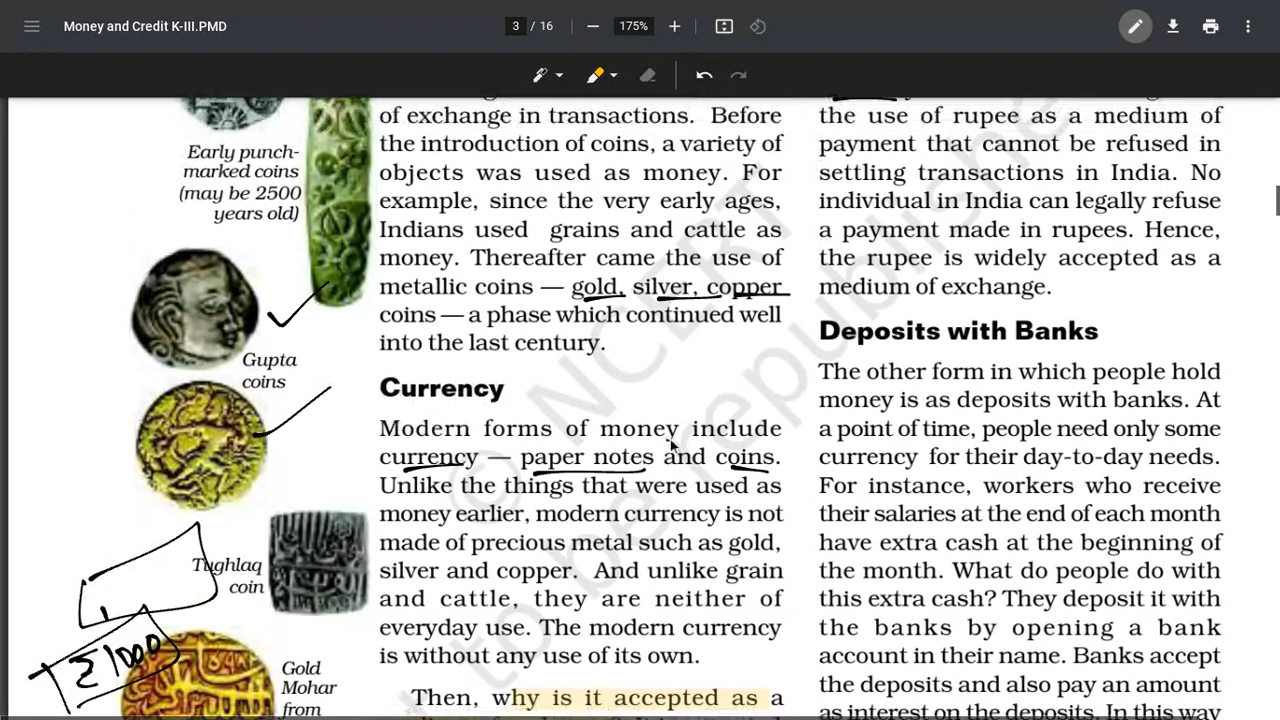 Money and Credit K-III.PMD
3 / 16
175%
Early punch-
marked coins
(may be 2500
years old)
Gupta
coins
Tughlaq
coin
₹1000
Gold
Mohar
from
of exchange in transactions. Before
the introduction of coins, a variety of
objects was used as money. For
example, since the very early ages,
Indians used grains and cattle as
money. Thereafter came the use of
metallic coins — gold, silver, copper
coins — a phase which continued well
into the last century.
Currency
Modern forms of money include
currency — paper notes and coins.
Unlike the things that were used as
money earlier, modern currency is not
made of precious metal such as gold,
silver and copper. And unlike grain
and cattle, they are neither of
everyday use. The modern currency
is without any use of its own.
Then, why is it accepted as a
the use of rupee as a medium of
payment that cannot be refused in
settling transactions in India. No
individual in India can legally refuse
a payment made in rupees. Hence,
the rupee is widely accepted as a
medium of exchange.
Deposits with Banks
The other form in which people hold
money is as deposits with banks. At
a point of time, people need only some
currency for their day-to-day needs.
For instance, workers who receive
their salaries at the end of each month
have extra cash at the beginning of
the month. What do people do with
this extra cash? They deposit it with
the banks by opening a bank
account in their name. Banks accept
the deposits and also pay an amount
as interest on the deposits. In this way
© NCERT
to be republishe